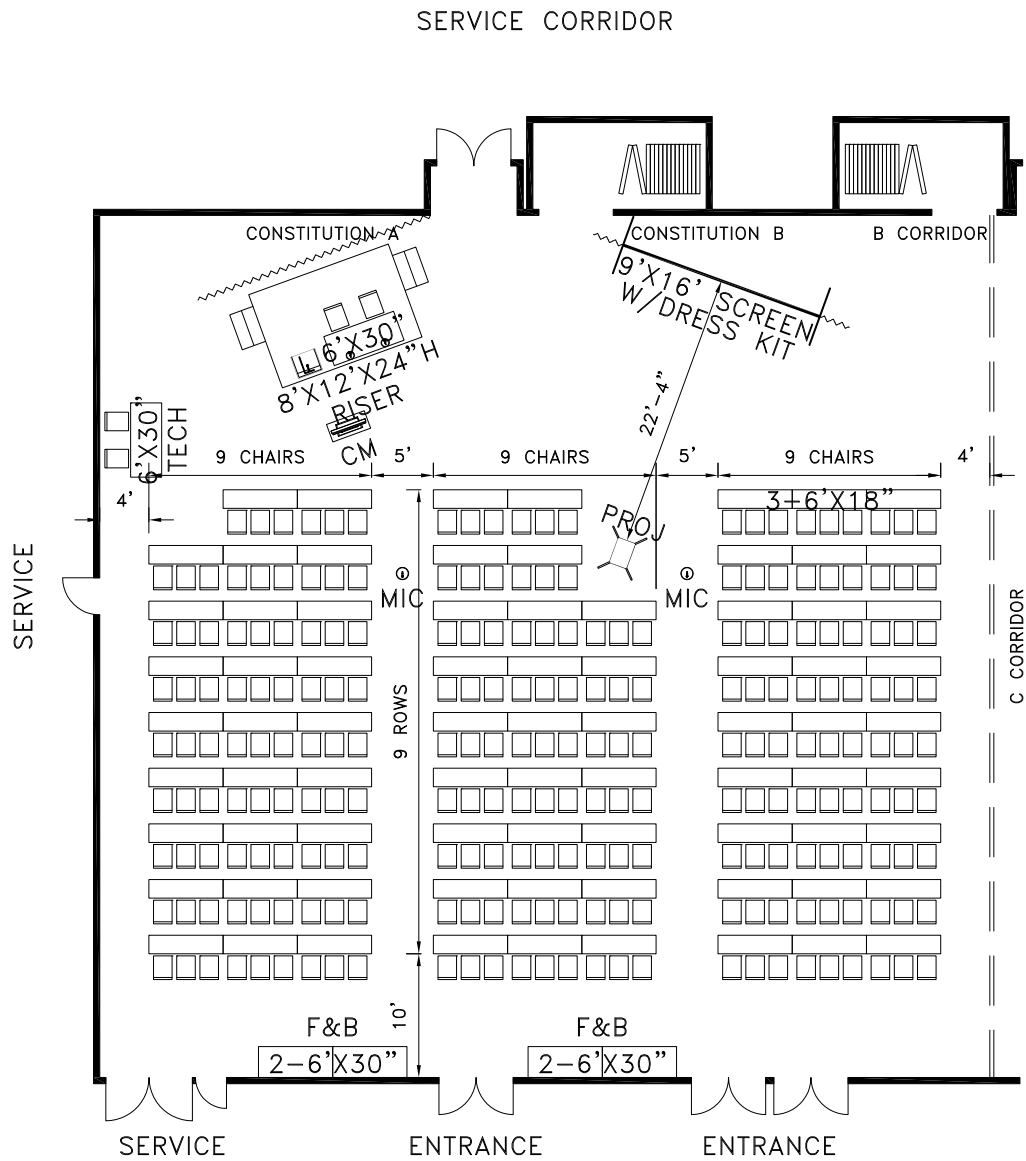 SERVICE CORRIDOR
CONSTITUTION A
CONSTITUTION B
B CORRIDOR
9'X16' SCREEN
W/DRESS KIT
6'X30"
8'X12'X24"H
RISER
CM
6'X30"
TECH
22'-4"
9 CHAIRS
5'
9 CHAIRS
5'
9 CHAIRS
4'
4'
3-6'X18"
PROJ
MIC
MIC
SERVICE
C CORRIDOR
9 ROWS
10'
F&B
2-6'X30"
F&B
2-6'X30"
SERVICE
ENTRANCE
ENTRANCE